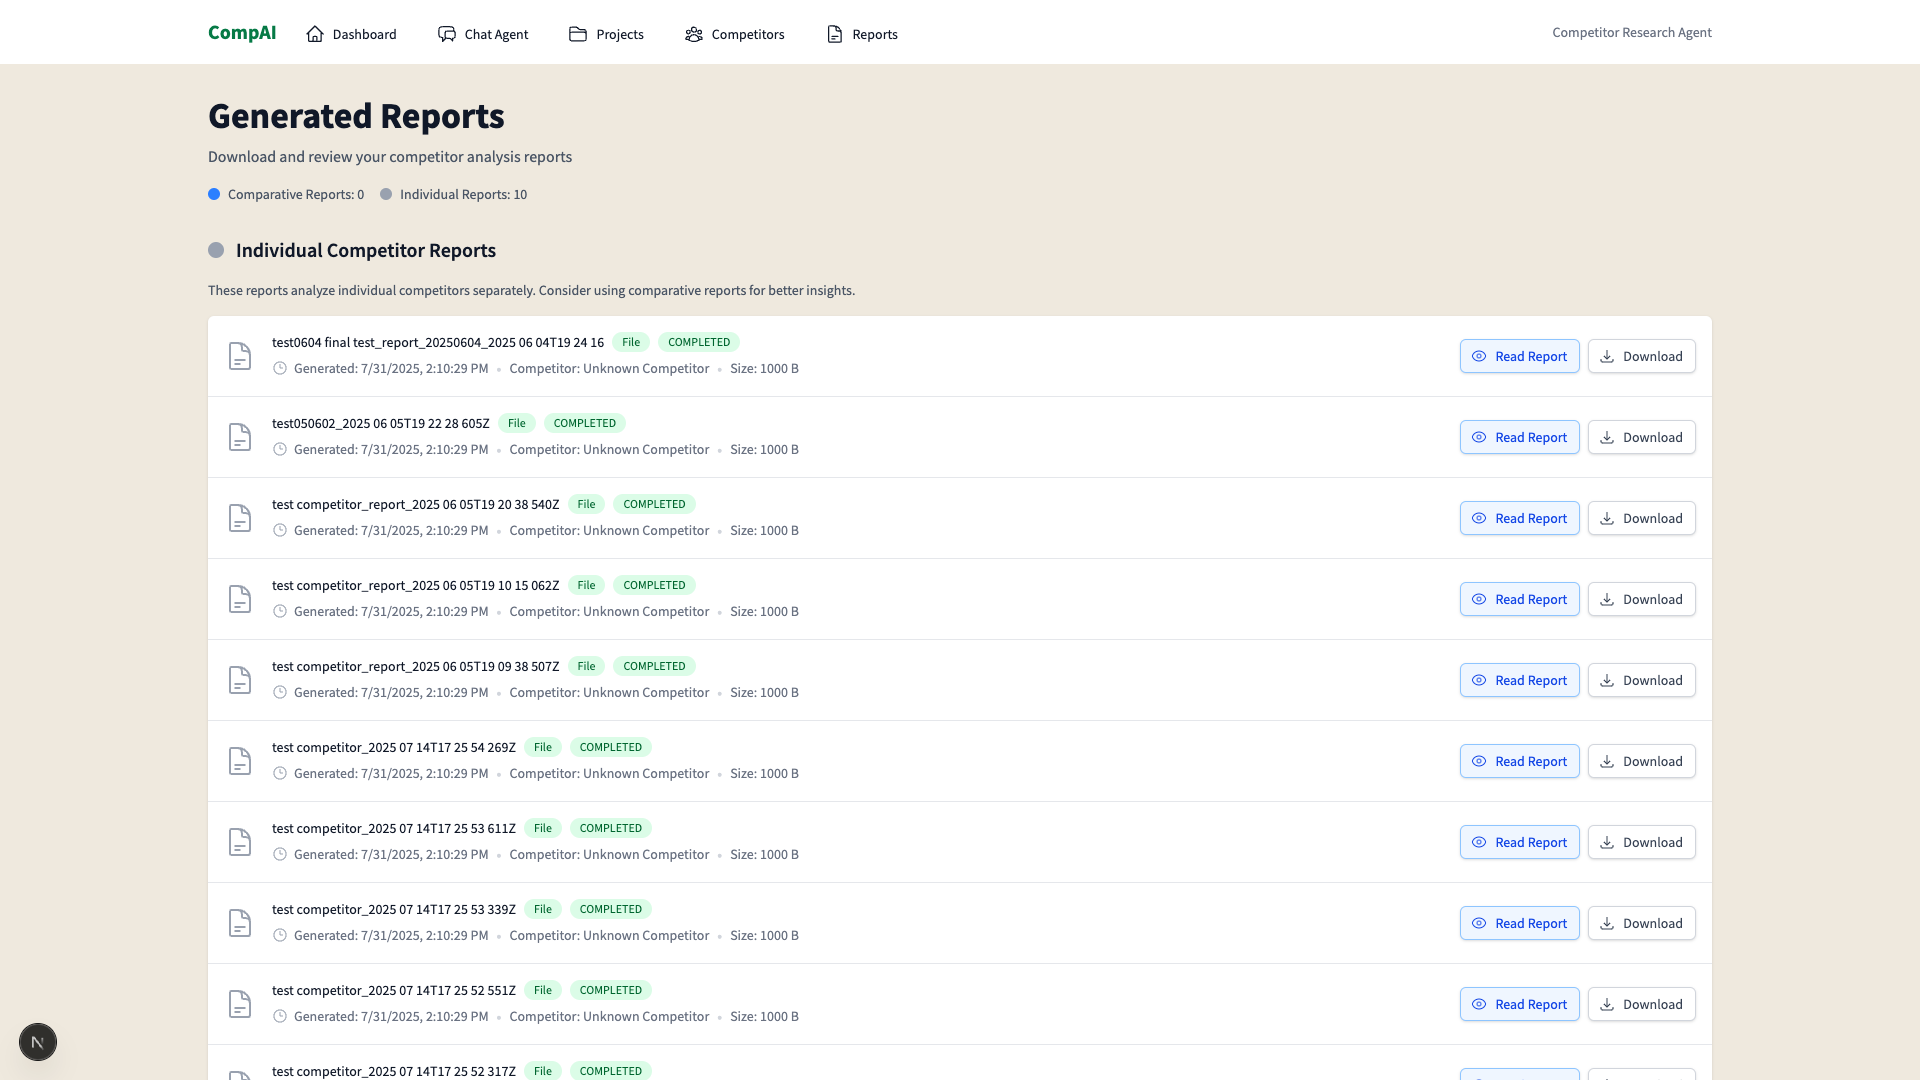 CompAI
Dashboard
Chat Agent
Projects
Competitors
Reports
Competitor Research Agent
Generated Reports
Download and review your competitor analysis reports
Comparative Reports: 0
Individual Reports: 10
Individual Competitor Reports
These reports analyze individual competitors separately. Consider using comparative reports for better insights.
test0604 final test_report_20250604_2025 06 04T19 24 16 File COMPLETED
Generated: 7/31/2025, 2:10:29 PM • Competitor: Unknown Competitor • Size: 1000 B
Read Report Download
test050602_2025 06 05T19 22 28 605Z File COMPLETED
Generated: 7/31/2025, 2:10:29 PM • Competitor: Unknown Competitor • Size: 1000 B
Read Report Download
test competitor_report_2025 06 05T19 20 38 540Z File COMPLETED
Generated: 7/31/2025, 2:10:29 PM • Competitor: Unknown Competitor • Size: 1000 B
Read Report Download
test competitor_report_2025 06 05T19 10 15 062Z File COMPLETED
Generated: 7/31/2025, 2:10:29 PM • Competitor: Unknown Competitor • Size: 1000 B
Read Report Download
test competitor_report_2025 06 05T19 09 38 507Z File COMPLETED
Generated: 7/31/2025, 2:10:29 PM • Competitor: Unknown Competitor • Size: 1000 B
Read Report Download
test competitor_2025 07 14T17 25 54 269Z File COMPLETED
Generated: 7/31/2025, 2:10:29 PM • Competitor: Unknown Competitor • Size: 1000 B
Read Report Download
test competitor_2025 07 14T17 25 53 611Z File COMPLETED
Generated: 7/31/2025, 2:10:29 PM • Competitor: Unknown Competitor • Size: 1000 B
Read Report Download
test competitor_2025 07 14T17 25 53 339Z File COMPLETED
Generated: 7/31/2025, 2:10:29 PM • Competitor: Unknown Competitor • Size: 1000 B
Read Report Download
test competitor_2025 07 14T17 25 52 551Z File COMPLETED
Generated: 7/31/2025, 2:10:29 PM • Competitor: Unknown Competitor • Size: 1000 B
Read Report Download
test competitor_2025 07 14T17 25 52 317Z File COMPLETED
N